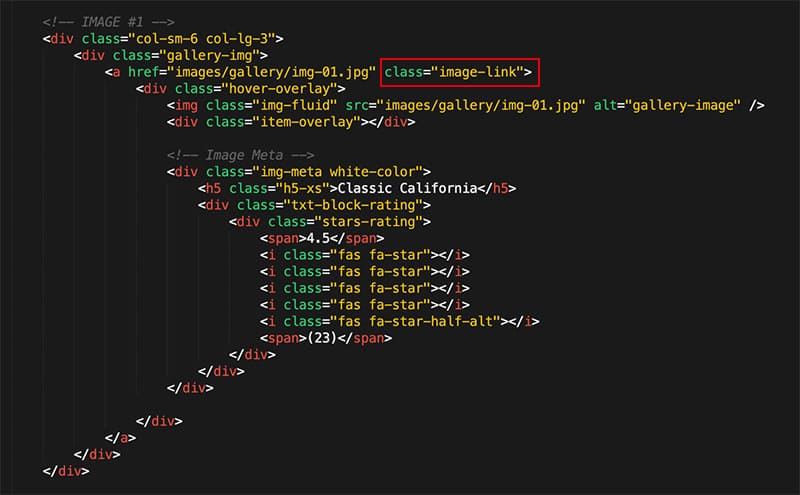 <!-- IMAGE #1 -->
<div class="col-sm-6 col-lg-3">
<div class="gallery-img">
<a href="images/gallery/img-01.jpg" class="image-link">
<div class="hover-overlay">
<img class="img-fluid" src="images/gallery/img-01.jpg" alt="gallery-image" />
<div class="item-overlay"></div>
<!-- Image Meta -->
<div class="img-meta white-color">
<h5 class="h5-xs">Classic California</h5>
<div class="txt-block-rating">
<div class="stars-rating">
<span>4.5</span>
<i class="fas fa-star"></i>
<i class="fas fa-star"></i>
<i class="fas fa-star"></i>
<i class="fas fa-star"></i>
<i class="fas fa-star-half-alt"></i>
<span>(23)</span>
</div>
</div>
</div>
</div>
</a>
</div>
</div>